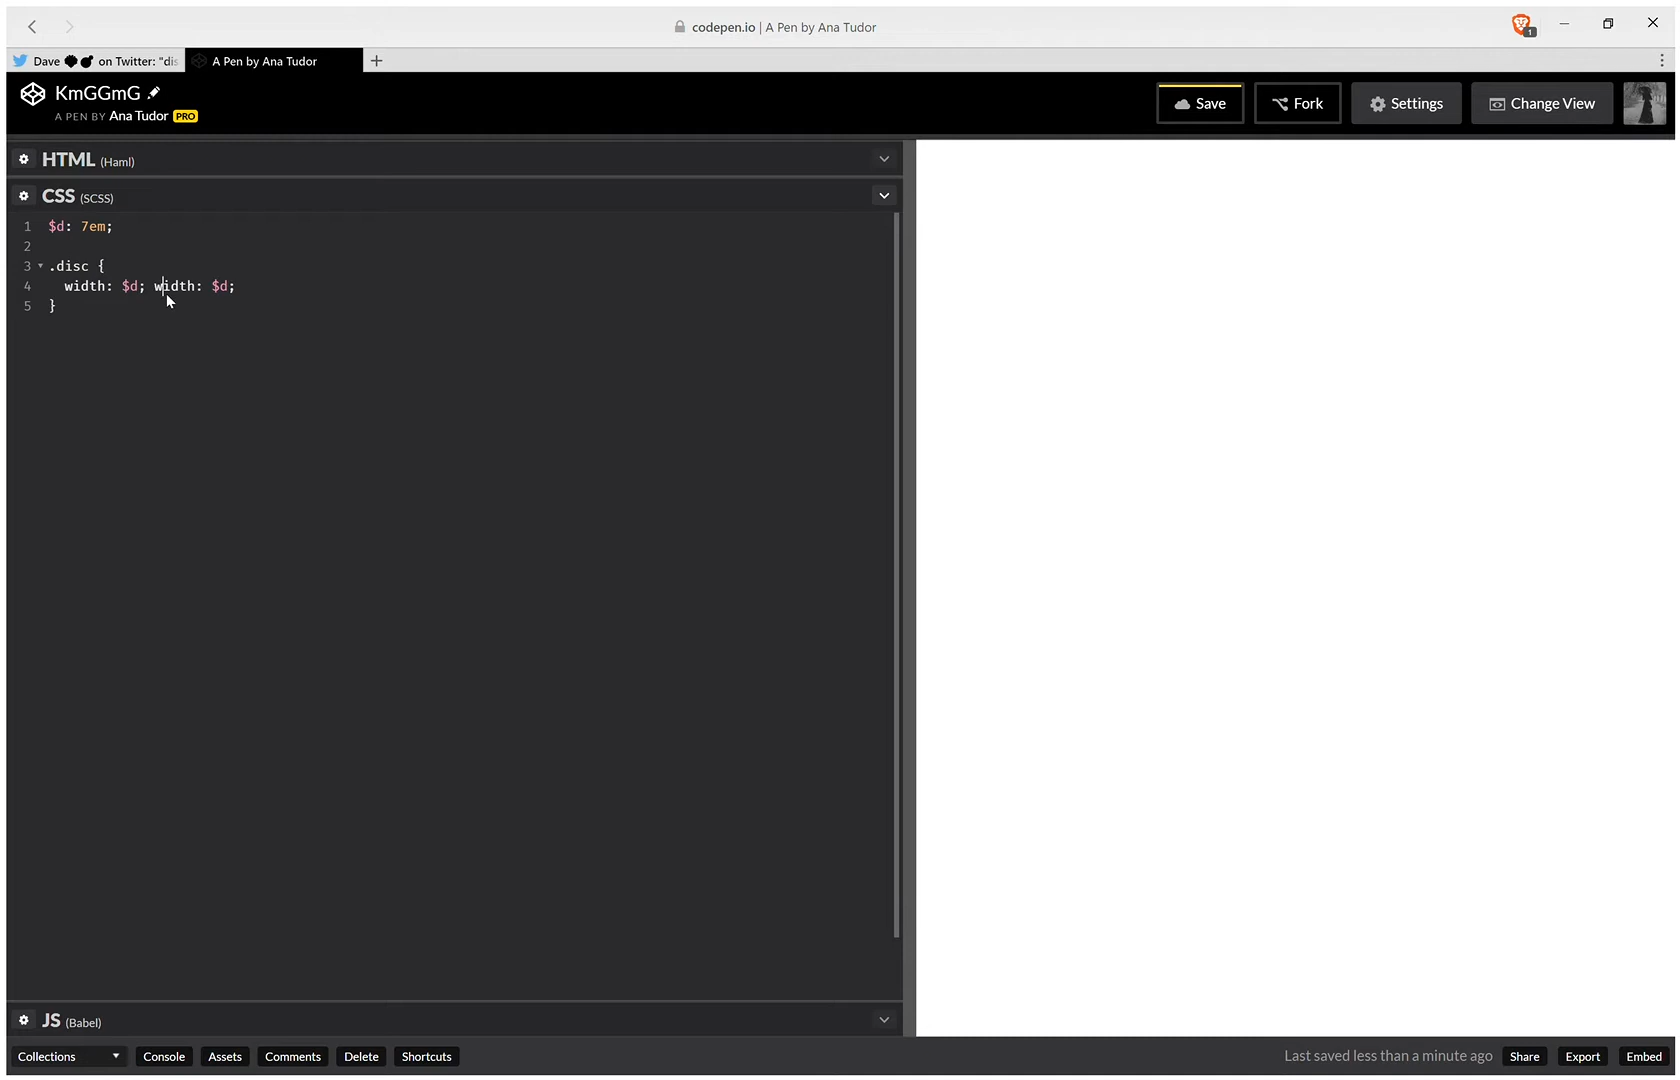 codepen.io | A Pen by Ana Tudor
1
Dave on Twitter: "dis
A Pen by Ana Tudor
KmGGmG
A PEN BY Ana Tudor PRO
Save
Fork
Settings
Change View
HTML (Haml)
CSS (SCSS)
1 $d: 7em;
2
3 .disc {
4 width: $d; width: $d;
5 }
JS (Babel)
Collections
Console
Assets
Comments
Delete
Shortcuts
Last saved less than a minute ago
Share
Export
Embed